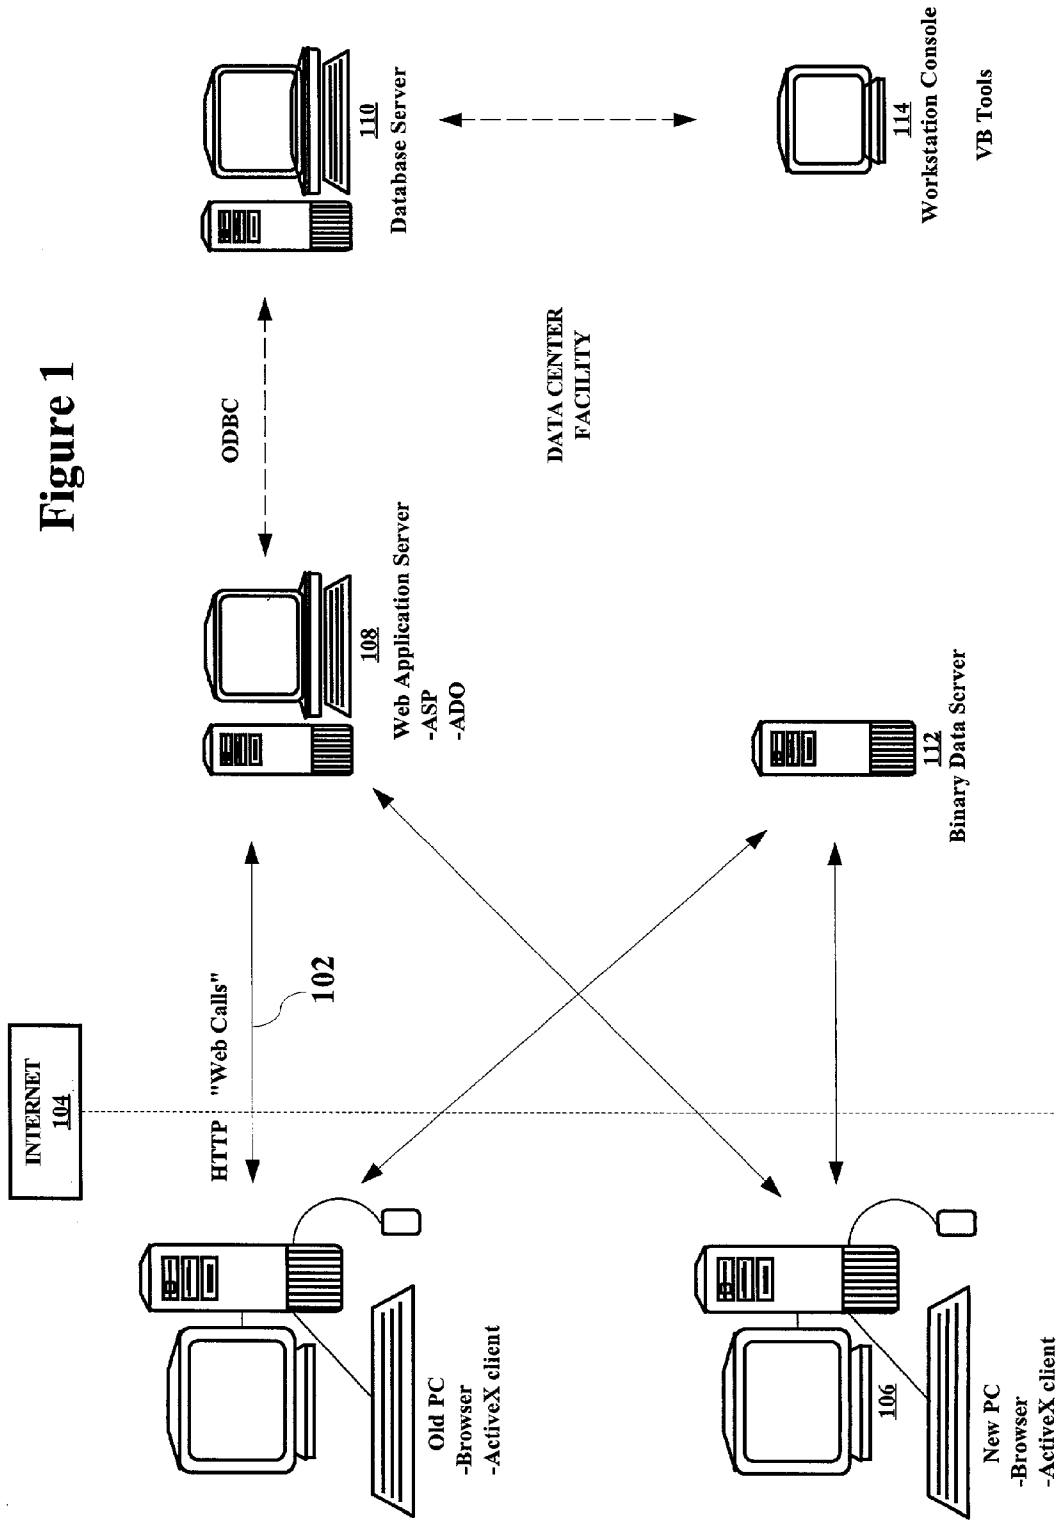 Figure 1
INTERNET
104
HTTP "Web Calls"
102
ODBC
Old PC
-Browser
-ActiveX client
108
Web Application Server
-ASP
-ADO
110
Database Server
DATA CENTER
FACILITY
106
New PC
-Browser
-ActiveX client
112
Binary Data Server
114
Workstation Console
VB Tools